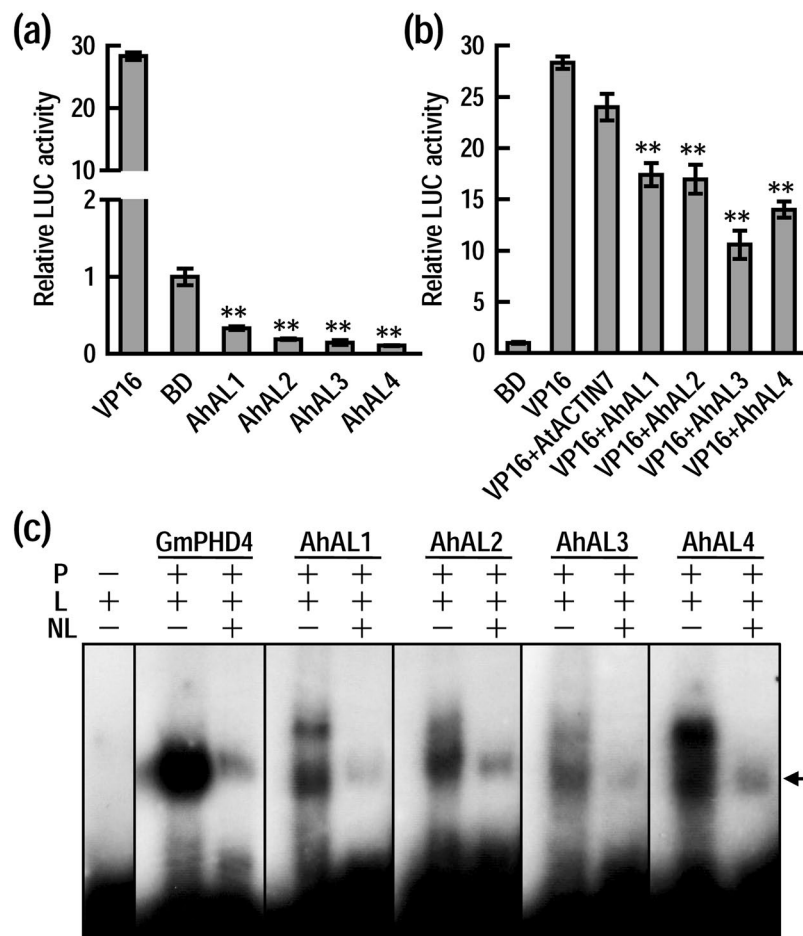 (a)
Relative LUC activity
30
20
10
2
1
0
**
**
**
**
VP16
BD
AhAL1
AhAL2
AhAL3
AhAL4
(b)
Relative LUC activity
30
25
20
15
10
5
0
**
**
**
**
BD
VP16
VP16+AtACTIN7
VP16+AhAL1
VP16+AhAL2
VP16+AhAL3
VP16+AhAL4
(c)
GmPHD4 AhAL1 AhAL2 AhAL3 AhAL4
P − + + + + + + + + + +
L + + + + + + + + + + +
NL − − + − + − + − + − +